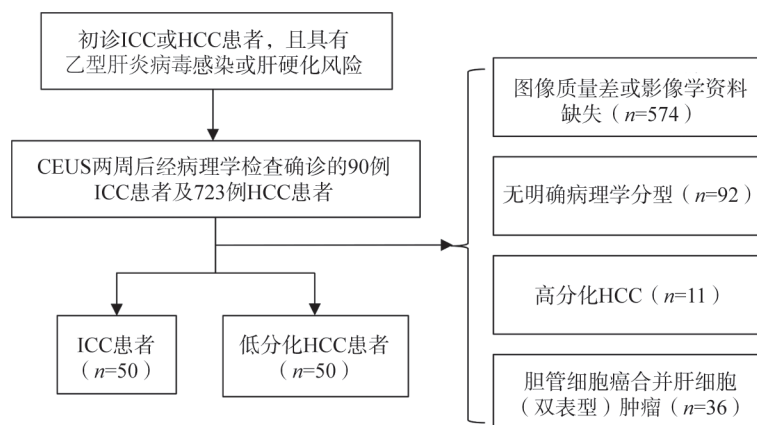 初诊ICC或HCC患者，且具有
乙型肝炎病毒感染或肝硬化风险
CEUS两周后经病理学检查确诊的90例
ICC患者及723例HCC患者
图像质量差或影像学资料
缺失（n=574）
无明确病理学分型（n=92）
高分化HCC（n=11）
胆管细胞癌合并肝细胞
（双表型）肿瘤（n=36）
ICC患者
（n=50）
低分化HCC患者
（n=50）